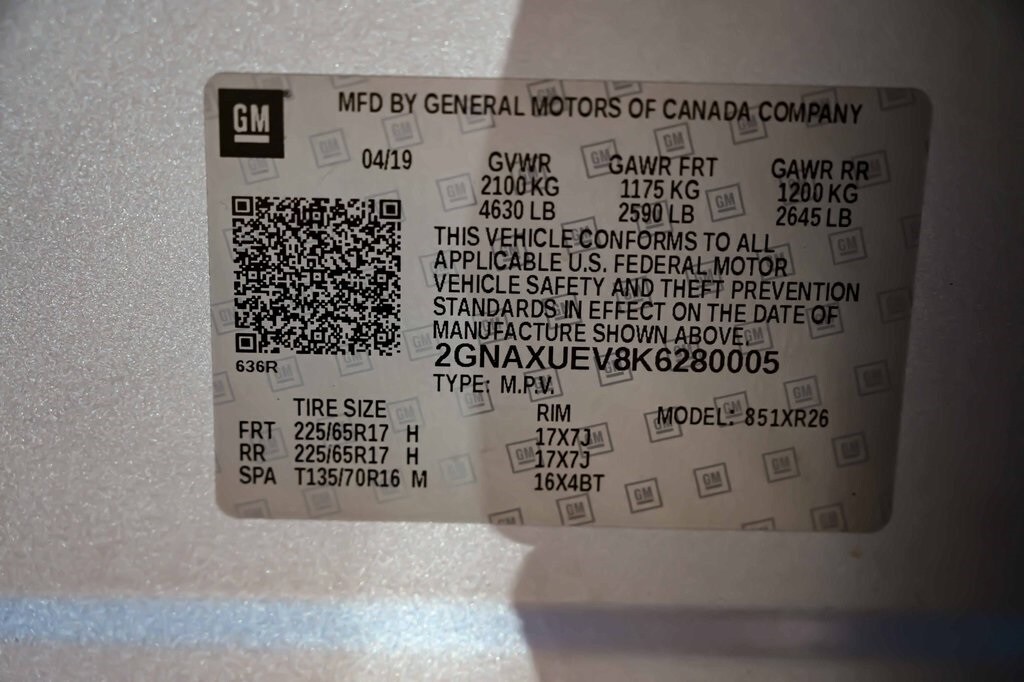 GM
MFD BY GENERAL MOTORS OF CANADA COMPANY
04/19 GVWR GAWR FRT GAWR RR
2100 KG 1175 KG 1200 KG
4630 LB 2590 LB 2645 LB
THIS VEHICLE CONFORMS TO ALL
APPLICABLE U.S. FEDERAL MOTOR
VEHICLE SAFETY AND THEFT PREVENTION
STANDARDS IN EFFECT ON THE DATE OF
MANUFACTURE SHOWN ABOVE.
2GNAXUEV8K6280005
636R
TYPE: M.P.V.
TIRE SIZE RIM MODEL: 851XR26
FRT 225/65R17 H 17X7J
RR 225/65R17 H 17X7J
SPA T135/70R16 M 16X4BT